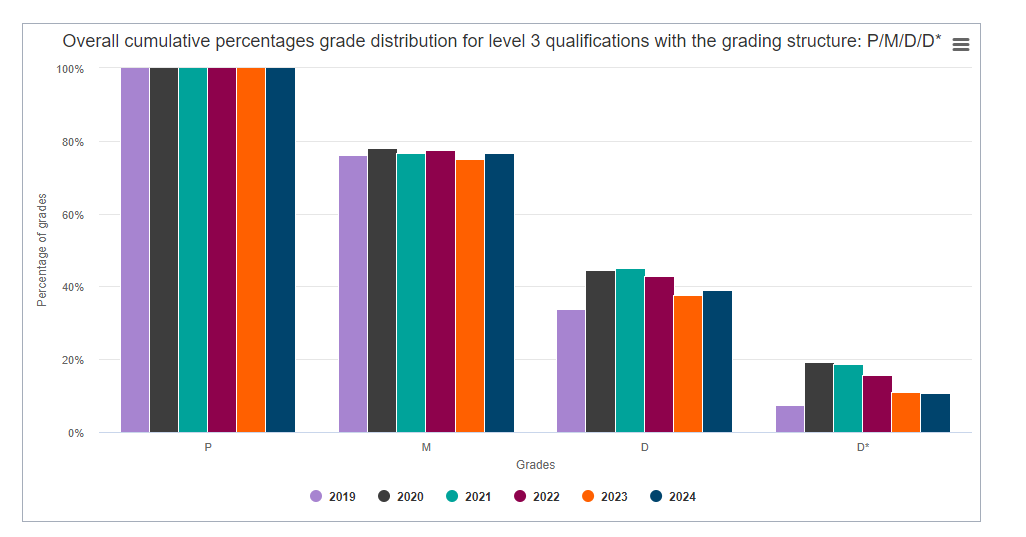 Overall cumulative percentages grade distribution for level 3 qualifications with the grading structure: P/M/D/D*
100%
80%
60%
40%
20%
0%
Percentage of grades
P M D D*
Grades
2019 2020 2021 2022 2023 2024